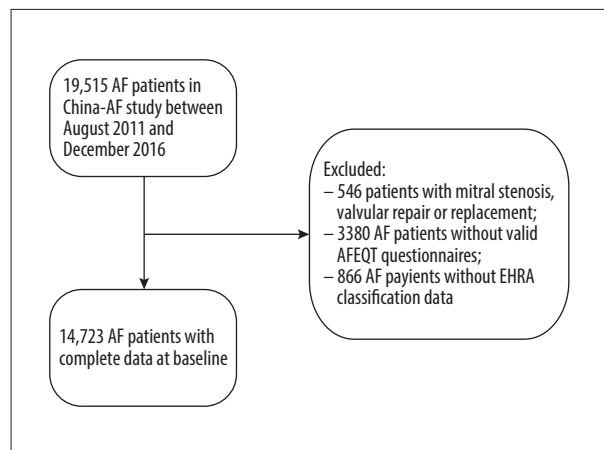 19,515 AF patients in
China-AF study between
August 2011 and
December 2016
Excluded:
– 546 patients with mitral stenosis,
valvular repair or replacement;
– 3380 AF patients without valid
AFEQT questionnaires;
– 866 AF payients without EHRA
classification data
14,723 AF patients with
complete data at baseline